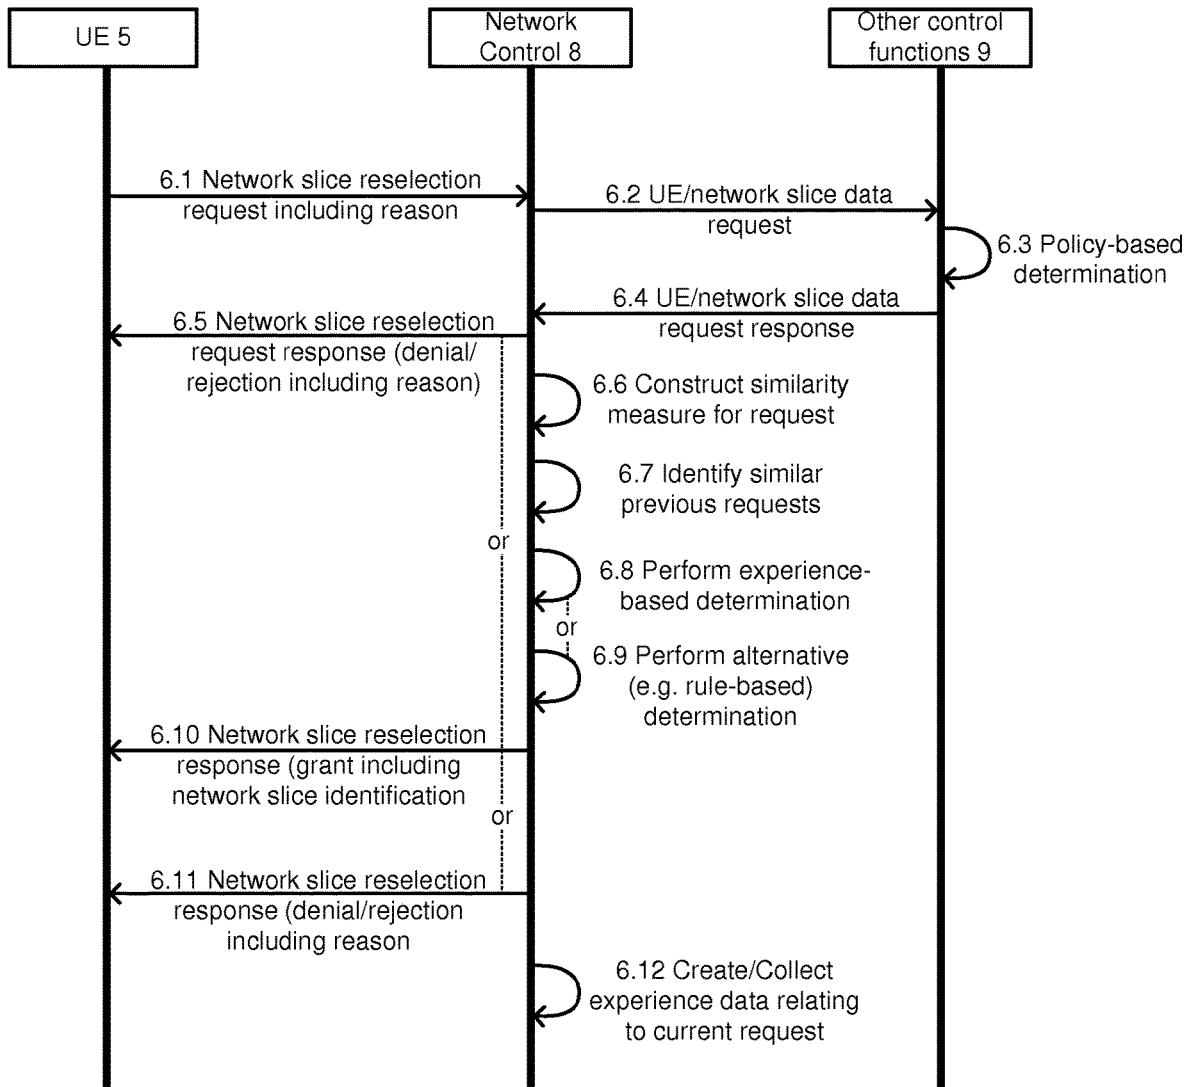 UE 5
Network
Control 8
Other control
functions 9
6.1 Network slice reselection
request including reason
6.2 UE/network slice data
request
6.3 Policy-based
determination
6.4 UE/network slice data
request response
6.5 Network slice reselection
request response (denial/
rejection including reason)
6.6 Construct similarity
measure for request
6.7 Identify similar
previous requests
or
6.8 Perform experience-
based determination
or
6.9 Perform alternative
(e.g. rule-based)
determination
6.10 Network slice reselection
response (grant including
network slice identification
or
6.11 Network slice reselection
response (denial/rejection
including reason
6.12 Create/Collect
experience data relating
to current request